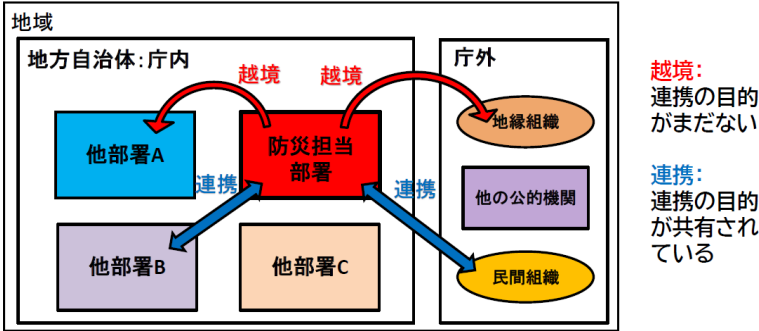 地域
地方自治体:庁内
庁外
越境
越境
他部署A
防災担当
部署
地縁組織
連携
連携
他の公的機関
他部署B
他部署C
民間組織
越境:
連携の目的
がまだない
連携:
連携の目的
が共有され
ている